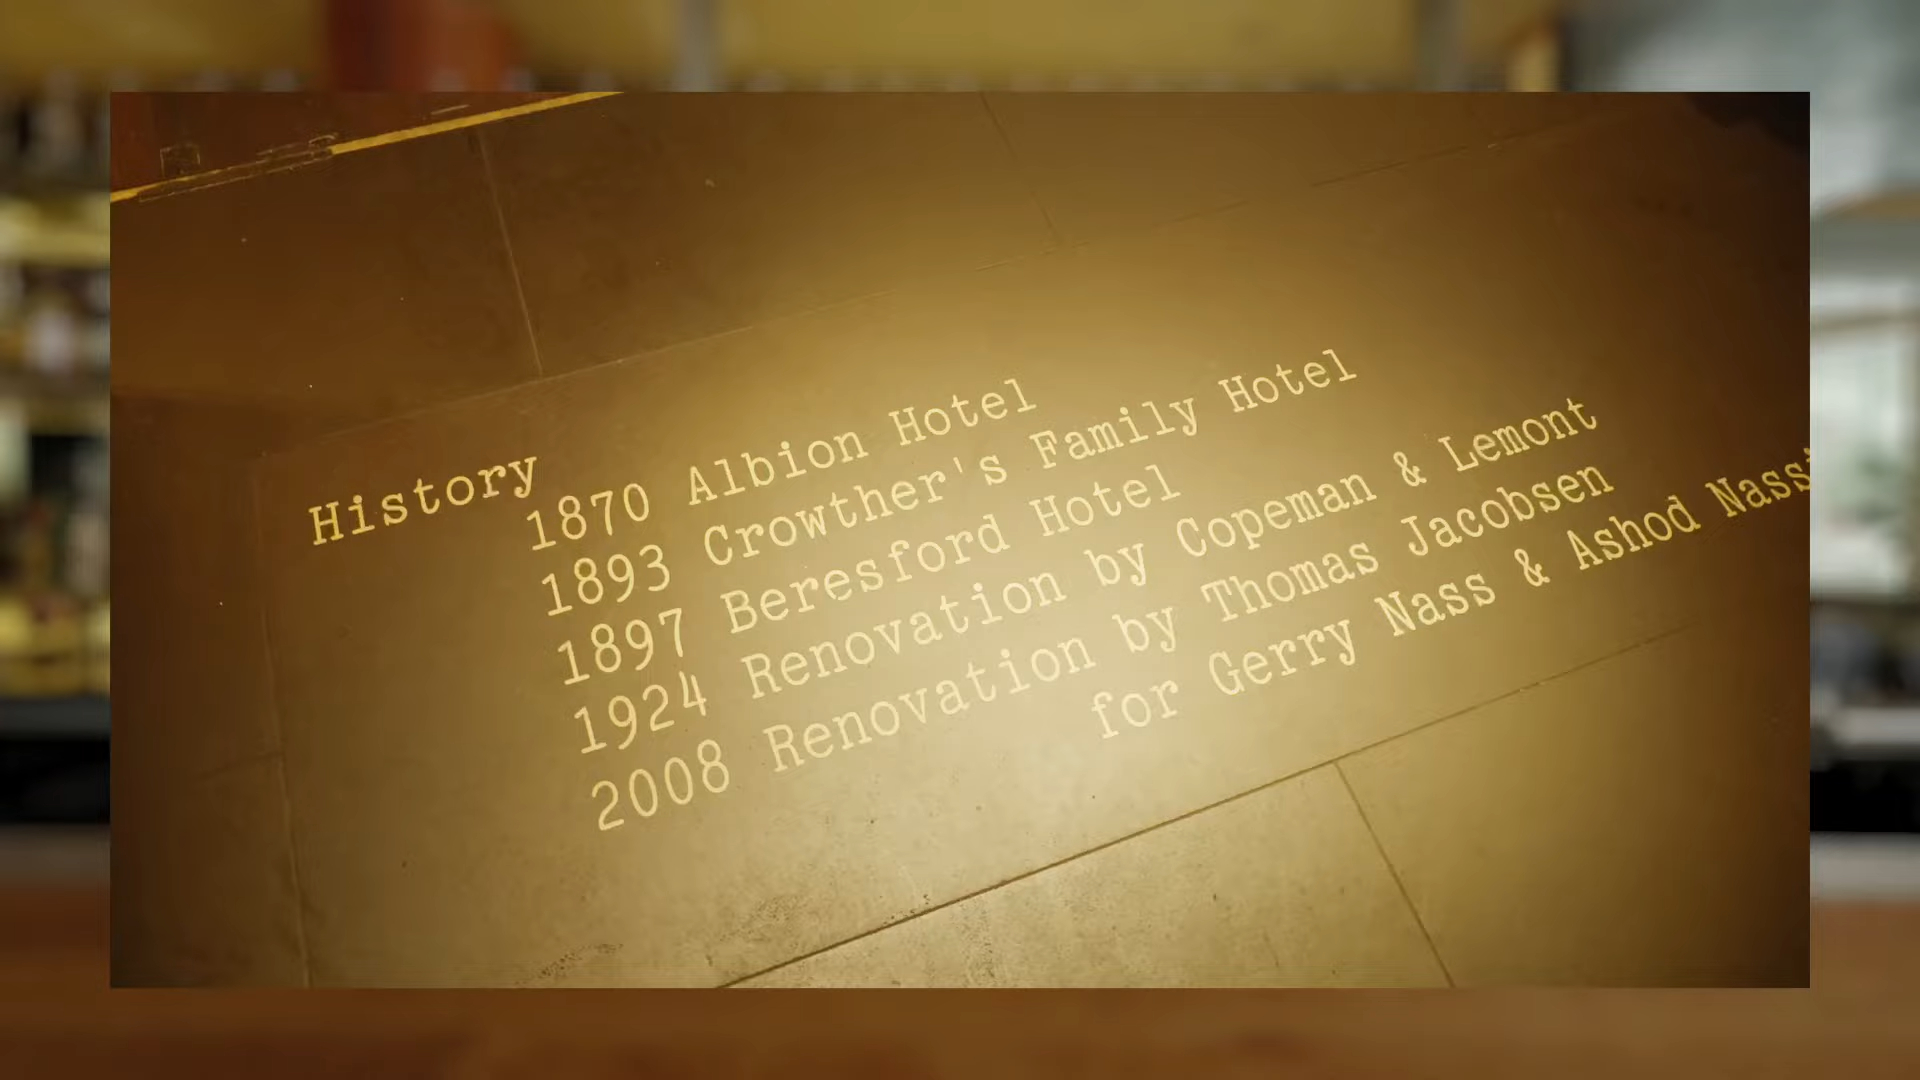 History
1870 Albion Hotel
1893 Crowther's Family Hotel
1897 Beresford Hotel
1924 Renovation by Copeman & Lemont
2008 Renovation by Thomas Jacobsen
for Gerry Nass & Ashod